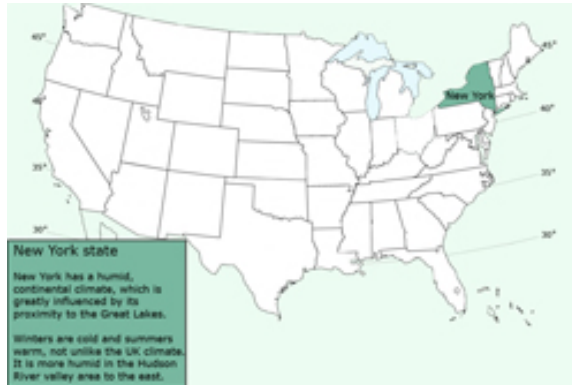 45°
45°
New York
40°
40°
35°
35°
30°
30°
New York state
New York has a humid,
continental climate, which is
greatly influenced by its
proximity to the Great Lakes.
Winters are cold and summers
warm, not unlike the UK climate.
It is more humid in the Hudson
River valley area to the east.